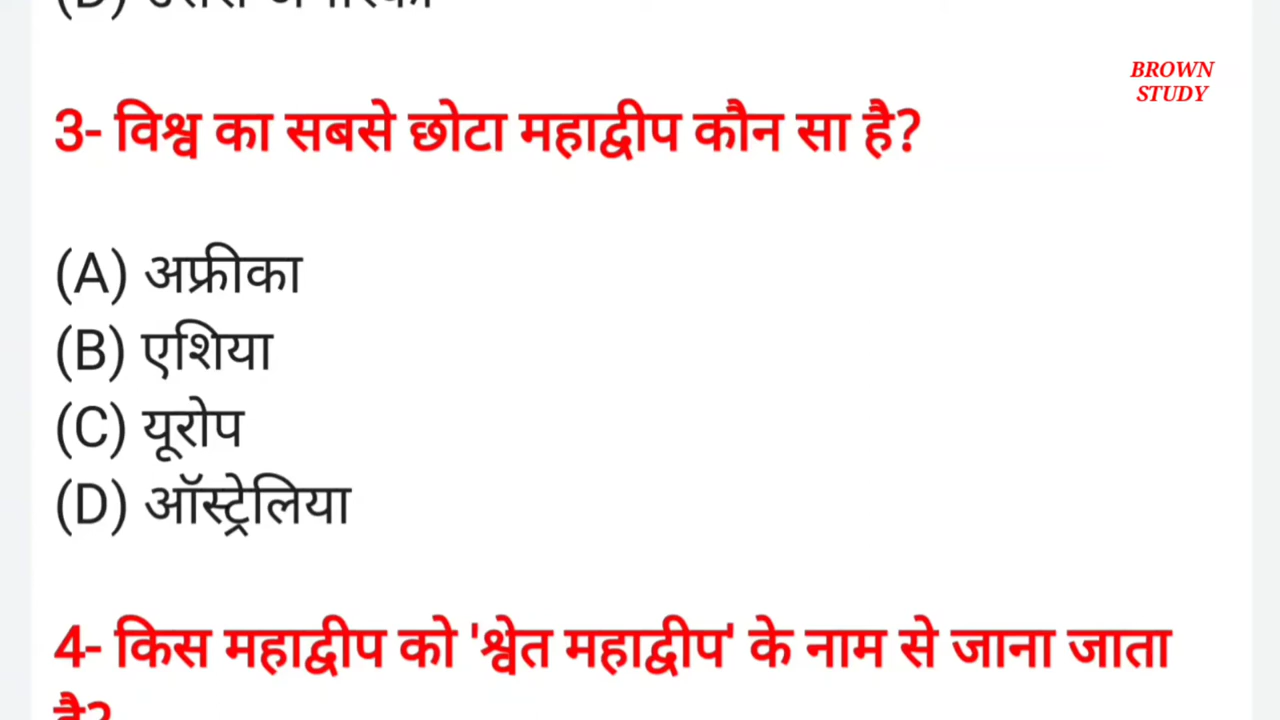 (D)
BROWN
STUDY
3- विश्व का सबसे छोटा महाद्वीप कौन सा है?
(A) अफ्रीका
(B) एशिया
(C) यूरोप
(D) ऑस्ट्रेलिया
4- किस महाद्वीप को 'श्वेत महाद्वीप' के नाम से जाना जाता
है?